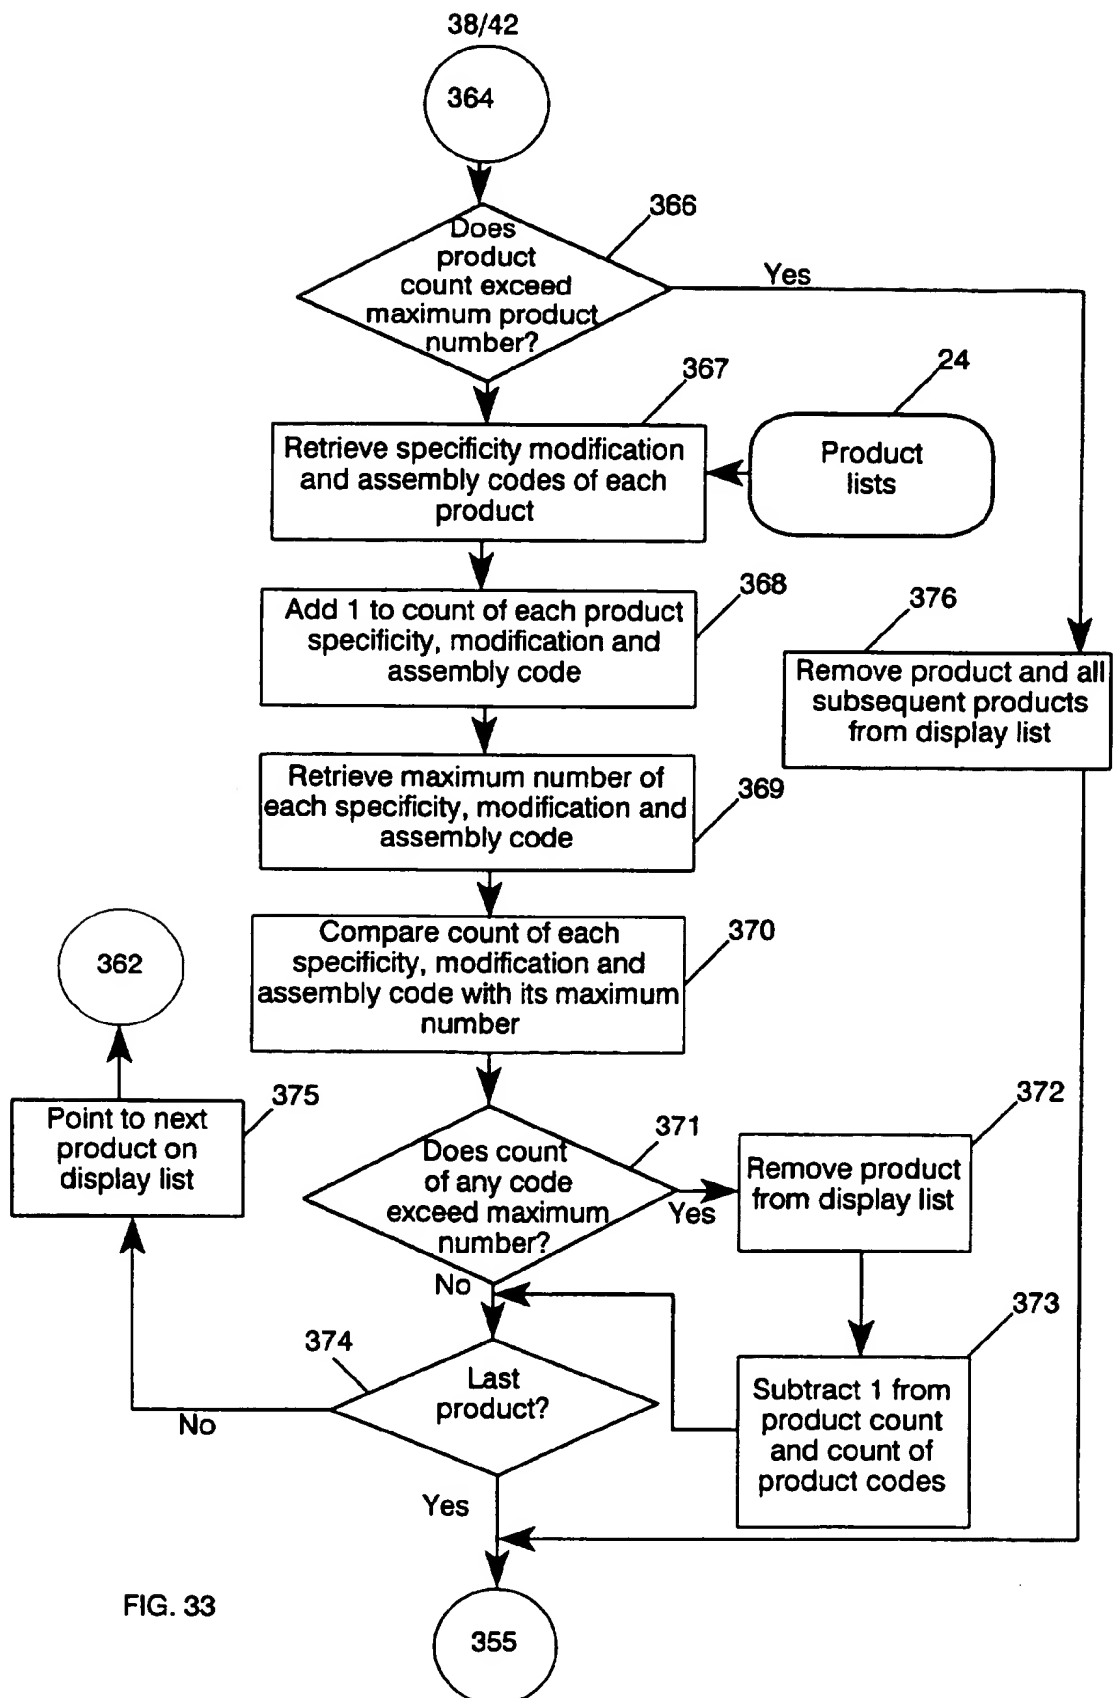 38/42
364
366
Does
product
count exceed
maximum product
number?
Yes
367
24
Retrieve specificity modification
and assembly codes of each
product
Product
lists
368
376
Add 1 to count of each product
specificity, modification and
assembly code
Remove product and all
subsequent products
from display list
Retrieve maximum number of
each specificity, modification and
assembly code
369
362
Compare count of each
specificity, modification and
assembly code with its maximum
number
370
375
Point to next
product on
display list
371
372
Does count
of any code
exceed maximum
number?
Yes
Remove product
from display list
No
373
374
Last
product?
No
Subtract 1 from
product count
and count of
product codes
Yes
FIG. 33
355